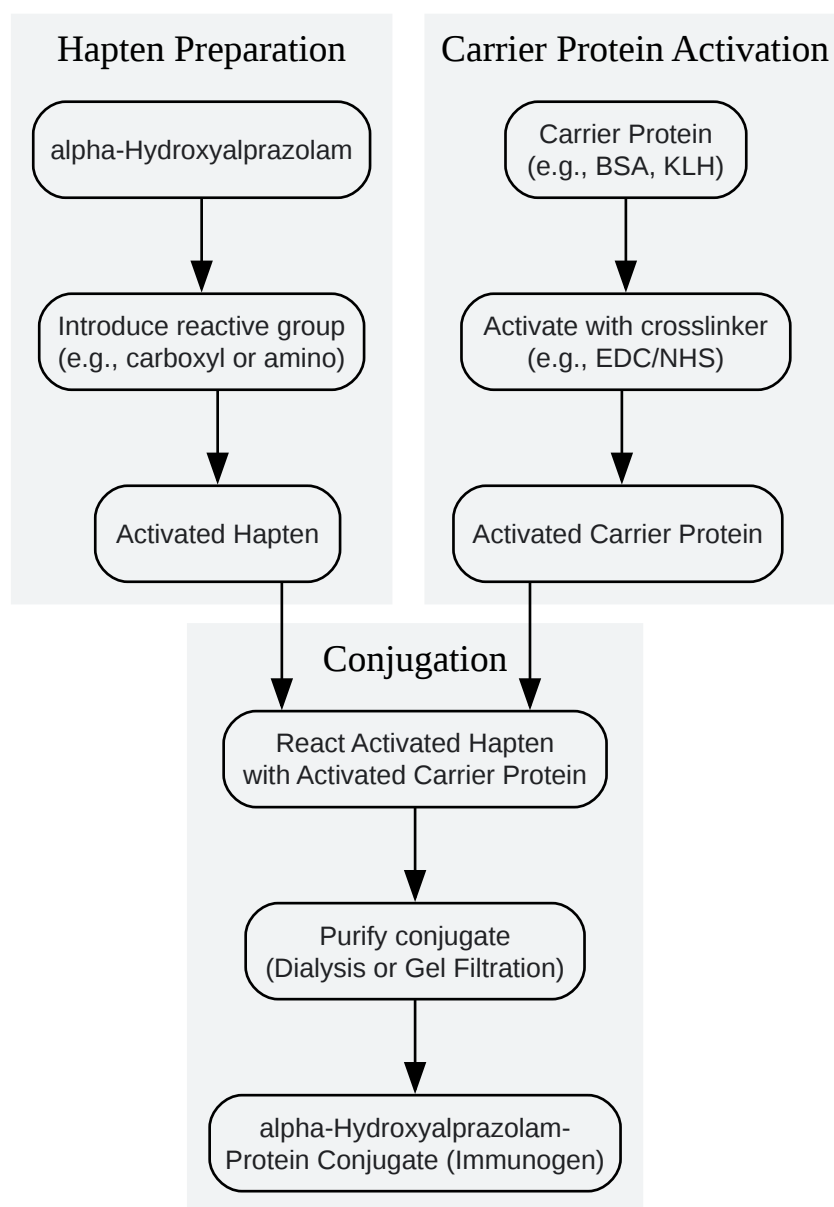 Hapten Preparation
alpha-Hydroxyalprazolam
Introduce reactive group
(e.g., carboxyl or amino)
Activated Hapten
Carrier Protein Activation
Carrier Protein
(e.g., BSA, KLH)
Activate with crosslinker
(e.g., EDC/NHS)
Activated Carrier Protein
Conjugation
React Activated Hapten
with Activated Carrier Protein
Purify conjugate
(Dialysis or Gel Filtration)
alpha-Hydroxyalprazolam-
Protein Conjugate (Immunogen)